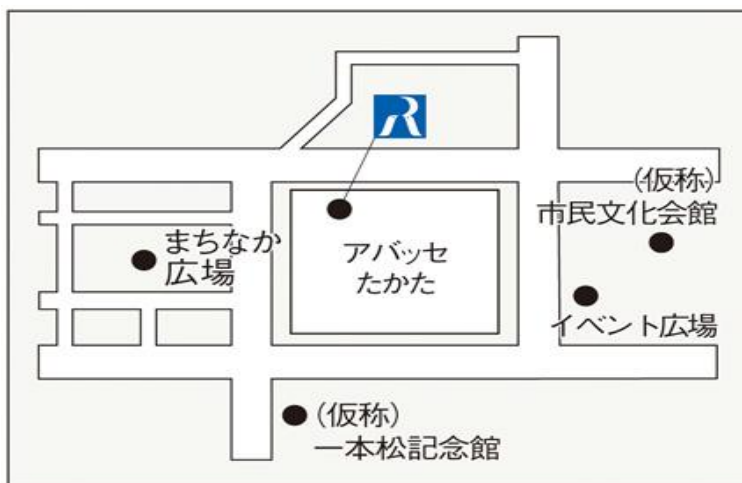 R
(仮称)
市民文化会館
まちなか
広場
アバッセ
たかた
イベント広場
(仮称)
一本松記念館